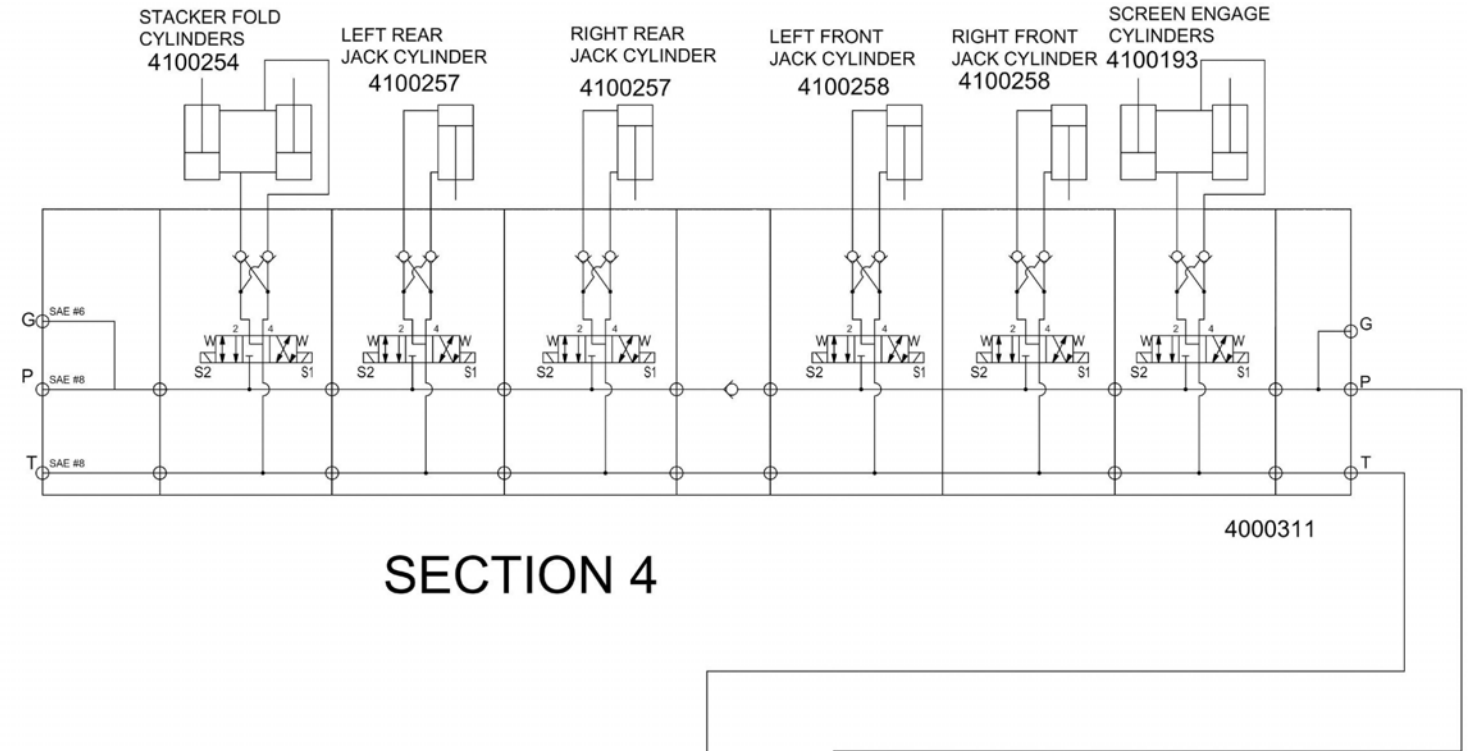 STACKER FOLD
CYLINDERS
4100254
LEFT REAR
JACK CYLINDER
4100257
RIGHT REAR
JACK CYLINDER
4100257
LEFT FRONT
JACK CYLINDER
4100258
RIGHT FRONT
JACK CYLINDER
4100258
SCREEN ENGAGE
CYLINDERS
4100193
G SAE #6
P SAE #8
T SAE #8
2 4
W W
S2 S1
2 4
W W
S2 S1
2 4
W W
S2 S1
2 4
W W
S2 S1
2 4
W W
S2 S1
2 4
W W
S2 S1
G
P
T
4000311
SECTION 4